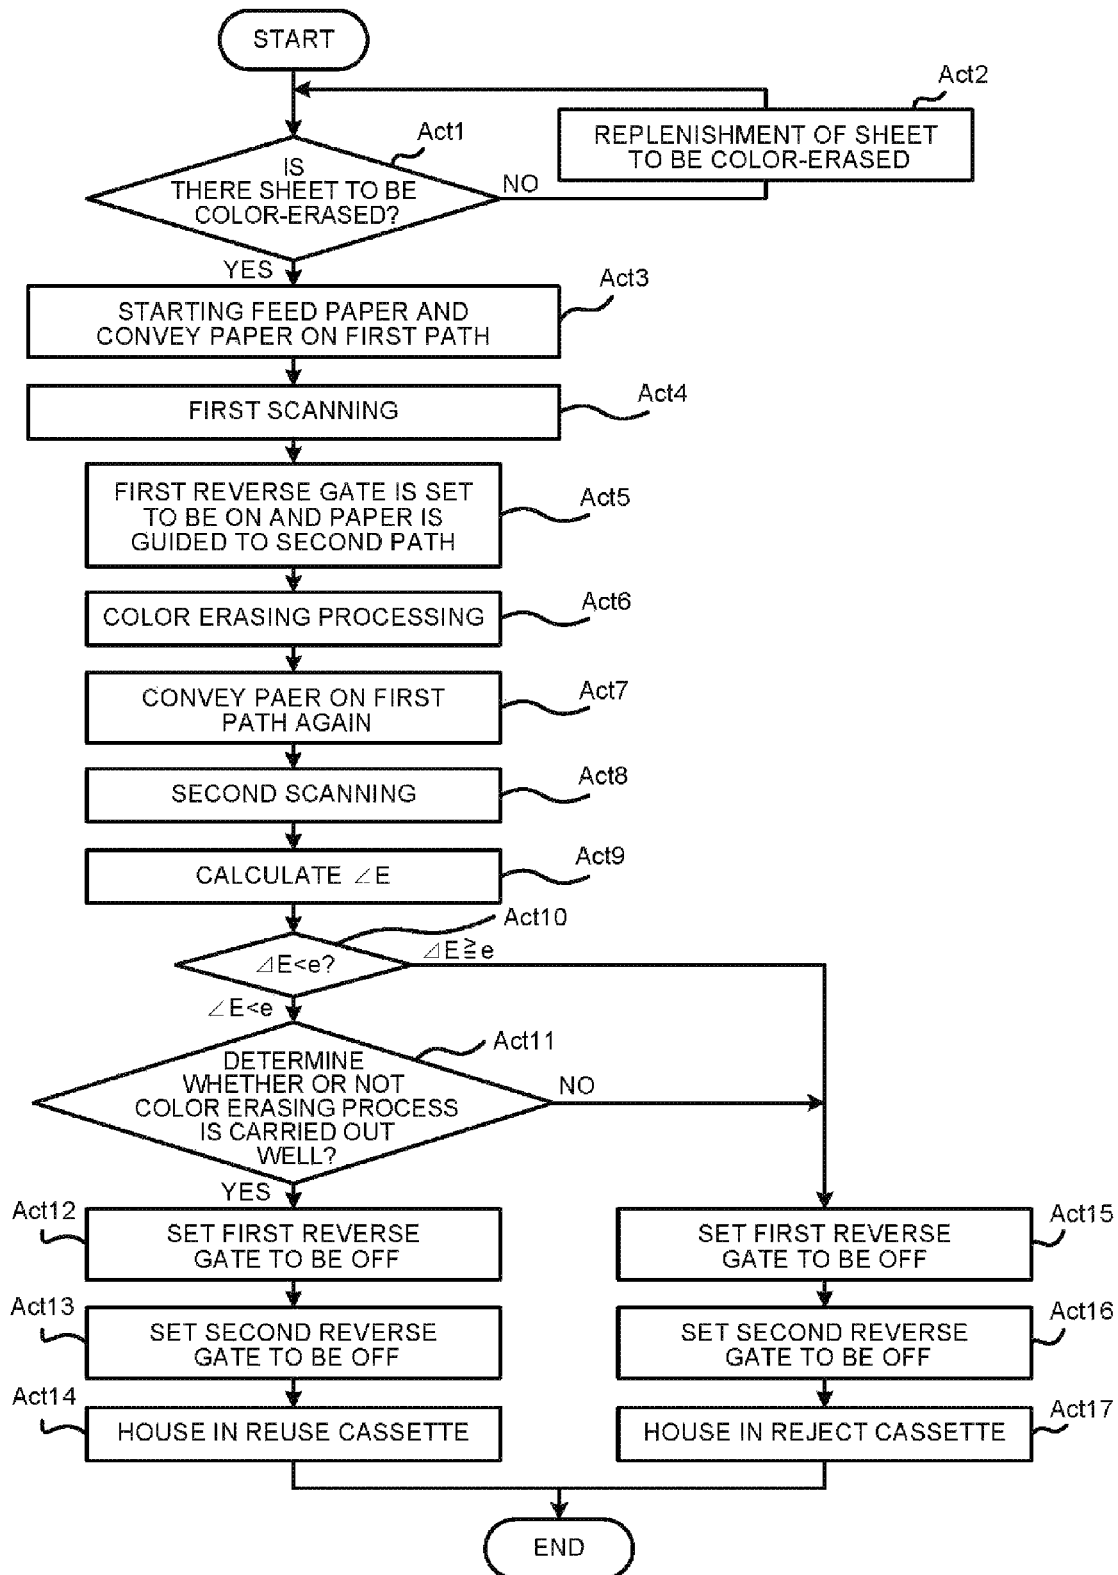 START
Act2
REPLENISHMENT OF SHEET
TO BE COLOR-ERASED
Act1
IS
THERE SHEET TO BE
COLOR-ERASED?
NO
YES
Act3
STARTING FEED PAPER AND
CONVEY PAPER ON FIRST PATH
Act4
FIRST SCANNING
Act5
FIRST REVERSE GATE IS SET
TO BE ON AND PAPER IS
GUIDED TO SECOND PATH
Act6
COLOR ERASING PROCESSING
Act7
CONVEY PAER ON FIRST
PATH AGAIN
Act8
SECOND SCANNING
Act9
CALCULATE ∠E
Act10
⊿E<e?
⊿E≧e
∠E<e
Act11
DETERMINE
WHETHER OR NOT
COLOR ERASING PROCESS
IS CARRIED OUT
WELL?
NO
YES
Act12
SET FIRST REVERSE
GATE TO BE OFF
Act15
SET FIRST REVERSE
GATE TO BE OFF
Act13
SET SECOND REVERSE
GATE TO BE OFF
Act16
SET SECOND REVERSE
GATE TO BE OFF
Act14
HOUSE IN REUSE CASSETTE
Act17
HOUSE IN REJECT CASSETTE
END